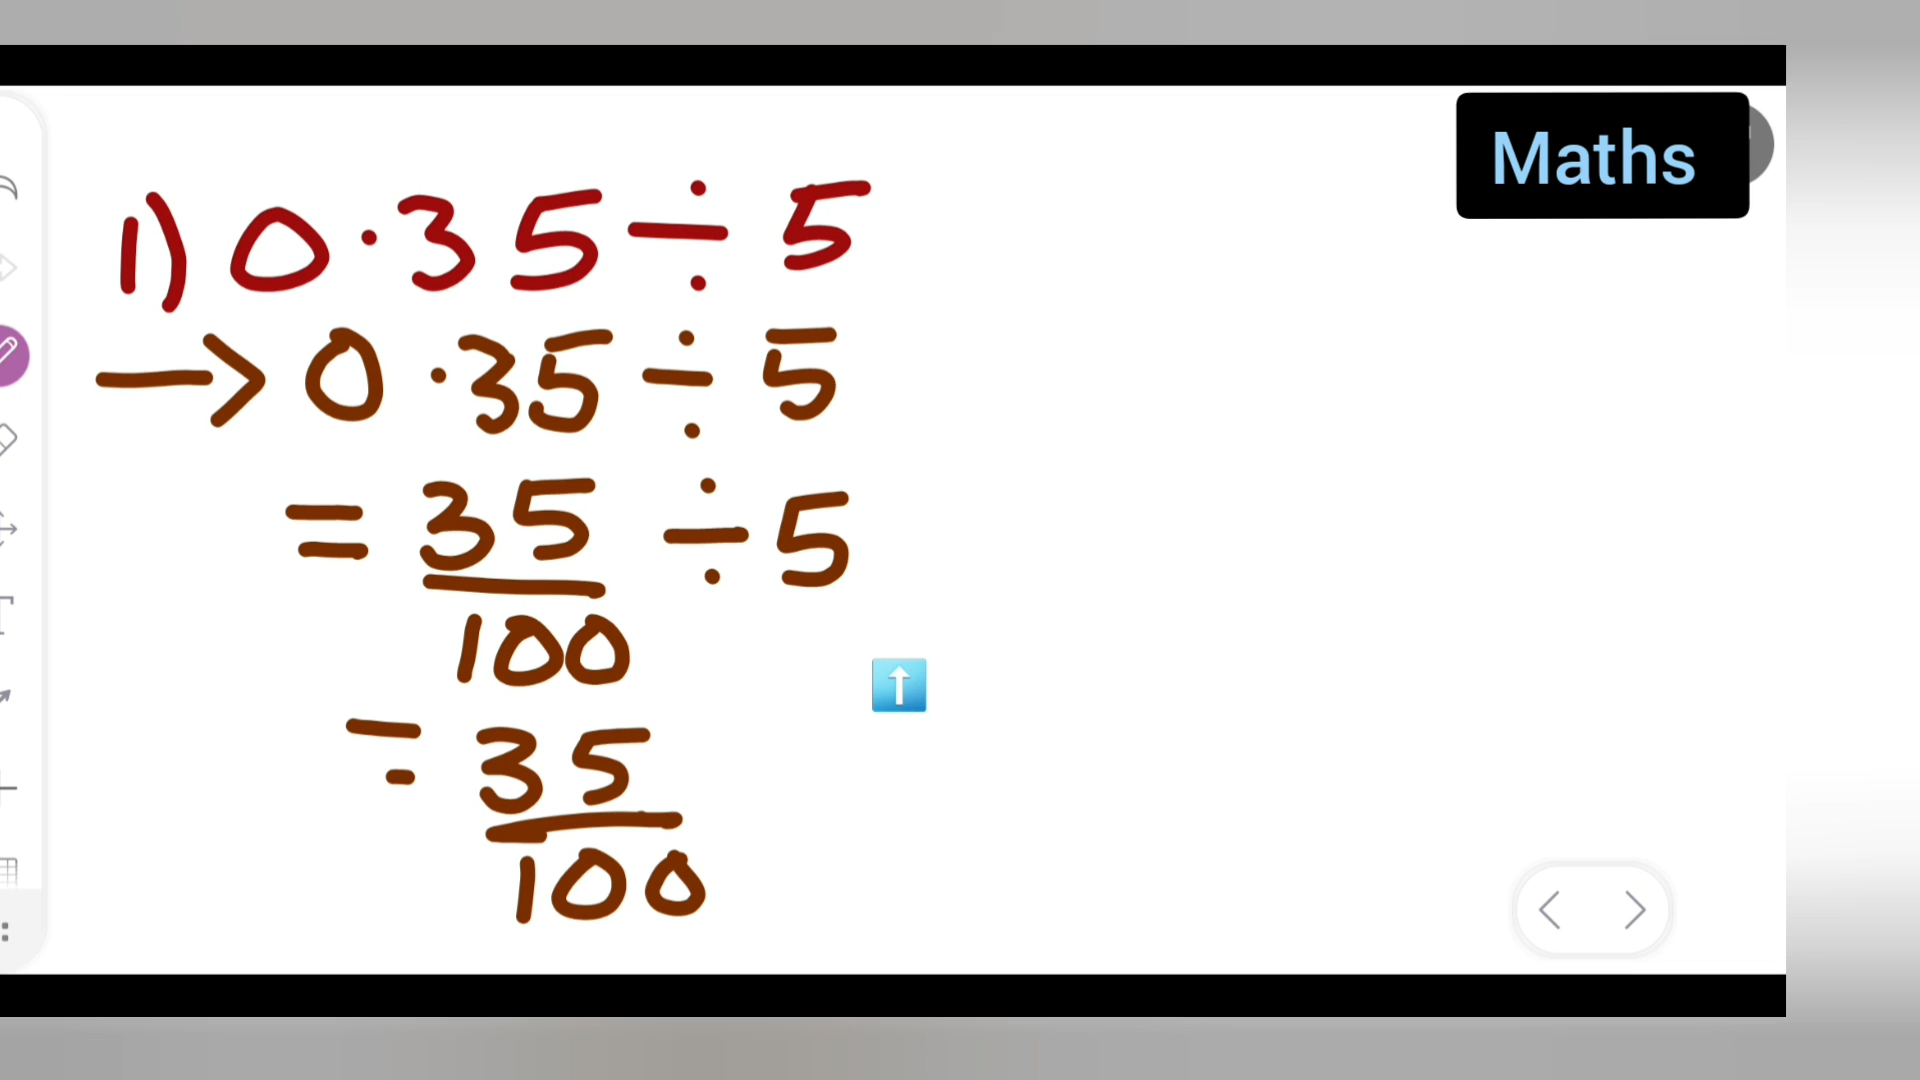 Maths
1) 0.35 ÷ 5
→ 0.35 ÷ 5
= 35/100 ÷ 5
= 35/100